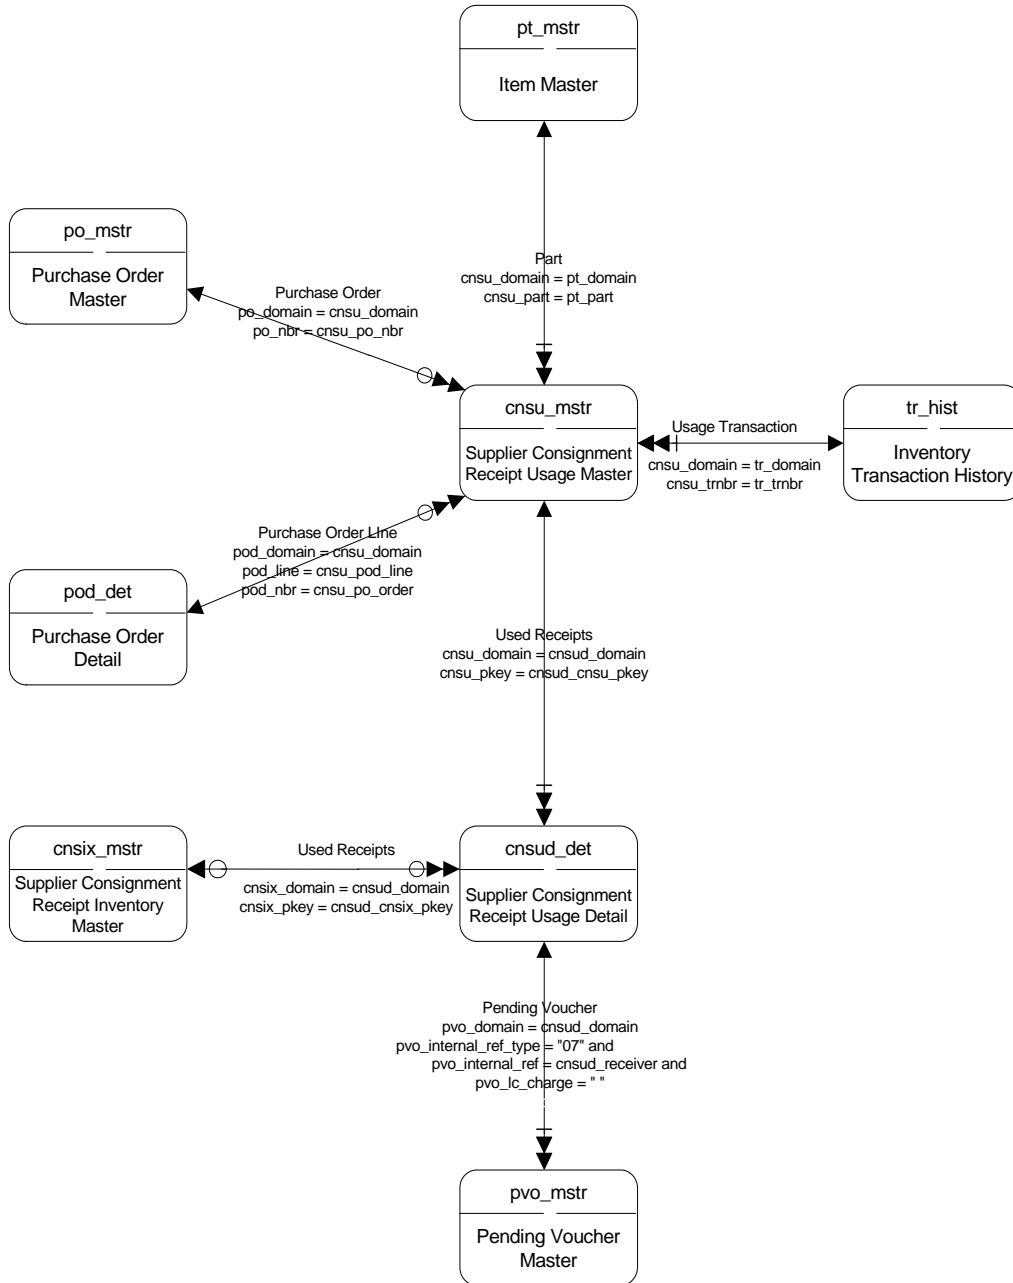 pt_mstr
Item Master
po_mstr
Purchase Order
Master
Part
cnsu_domain = pt_domain
cnsu_part = pt_part
Purchase Order
po_domain = cnsu_domain
po_nbr = cnsu_po_nbr
cnsu_mstr
Supplier Consignment
Receipt Usage Master
Usage Transaction
cnsu_domain = tr_domain
cnsu_trnbr = tr_trnbr
tr_hist
Inventory
Transaction History
Purchase Order LIne
pod_domain = cnsu_domain
pod_line = cnsu_pod_line
pod_nbr = cnsu_po_order
pod_det
Purchase Order
Detail
Used Receipts
cnsu_domain = cnsud_domain
cnsu_pkey = cnsud_cnsu_pkey
cnsix_mstr
Supplier Consignment
Receipt Inventory
Master
Used Receipts
cnsix_domain = cnsud_domain
cnsix_pkey = cnsud_cnsix_pkey
cnsud_det
Supplier Consignment
Receipt Usage Detail
Pending Voucher
pvo_domain = cnsud_domain
pvo_internal_ref_type = "07" and
pvo_internal_ref = cnsud_receiver and
pvo_lc_charge = " "
pvo_mstr
Pending Voucher
Master